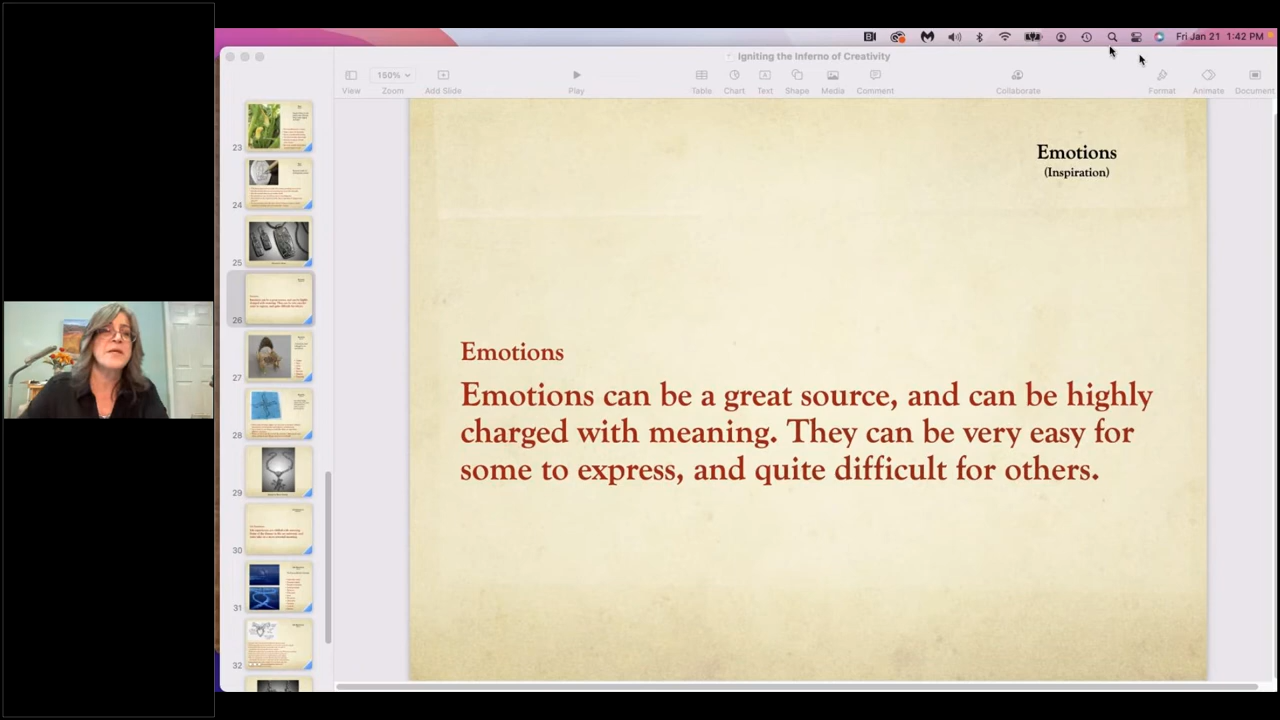 Fri Jan 21 1:42 PM
Igniting the Inferno of Creativity
150%
View
Zoom
Add Slide
Play
Table
Chart
Text
Shape
Media
Comment
Collaborate
Format
Animate
Document
23
24
25
26
27
28
29
30
31
32
Emotions
(Inspiration)
Emotions
Emotions can be a great source, and can be highly
charged with meaning. They can be very easy for
some to express, and quite difficult for others.